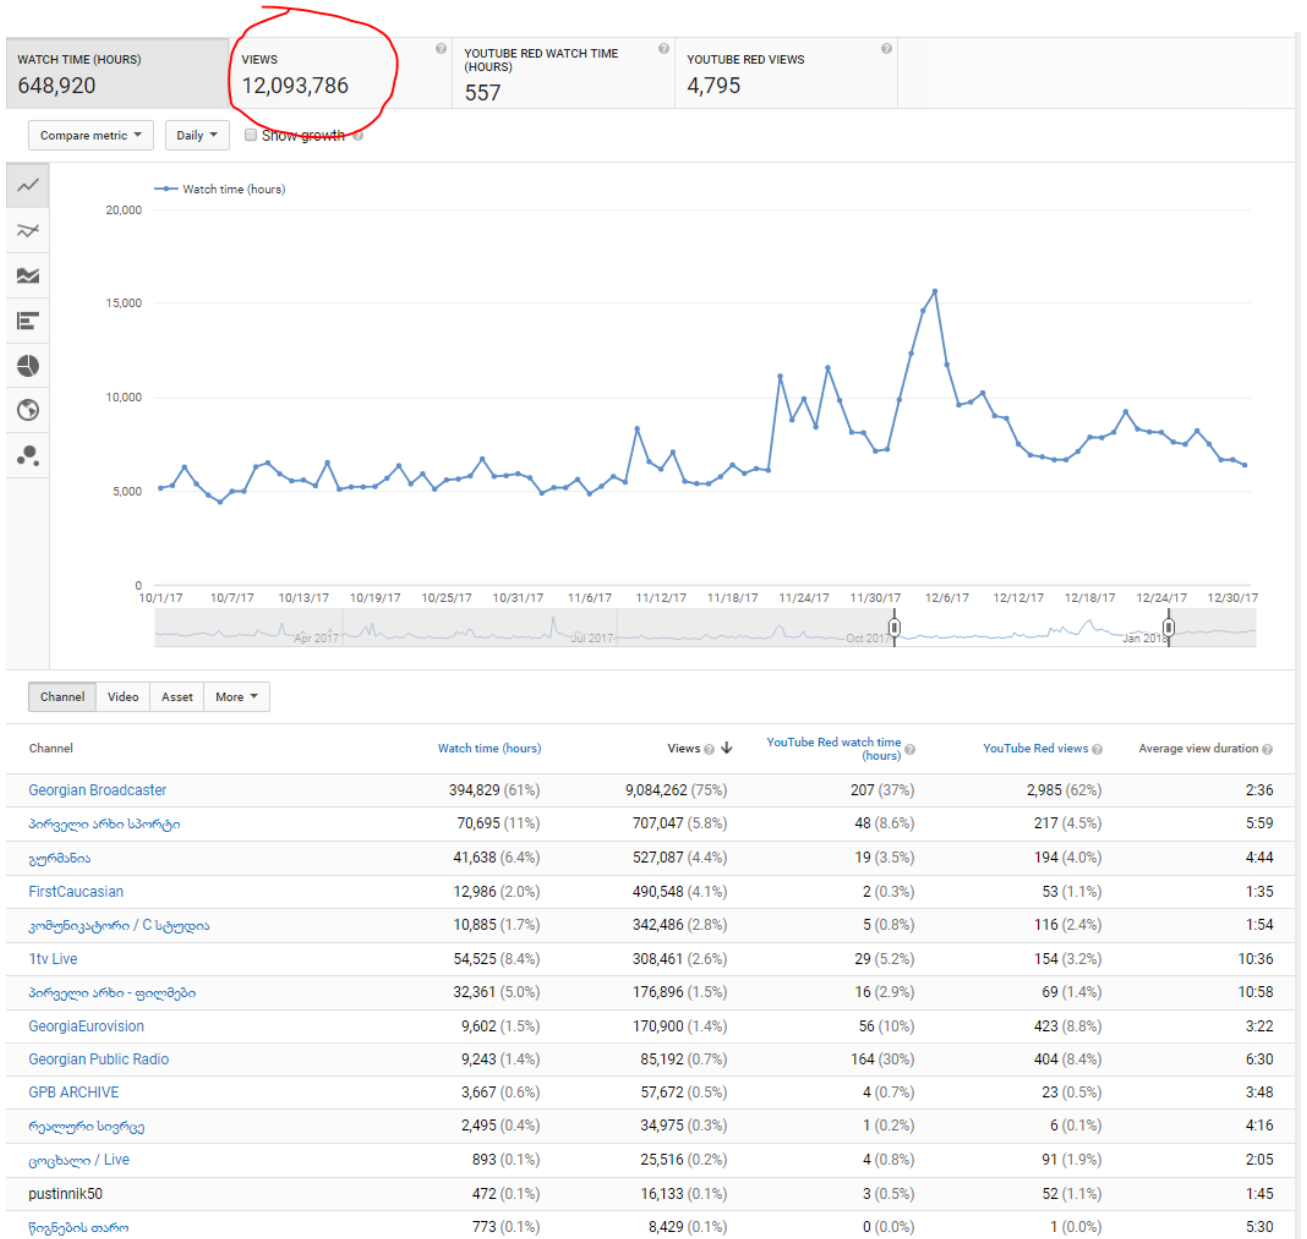 WATCH TIME (HOURS)
648,920
VIEWS
12,093,786
YOUTUBE RED WATCH TIME
(HOURS)
557
YOUTUBE RED VIEWS
4,795
Compare metric
Daily
Show growth
Watch time (hours)
20,000
15,000
10,000
5,000
0
10/1/17 10/7/17 10/13/17 10/19/17 10/25/17 10/31/17 11/6/17 11/12/17 11/18/17 11/24/17 11/30/17 12/6/17 12/12/17 12/18/17 12/24/17 12/30/17
Apr 2017 Jul 2017 Oct 2017 Jan 2018
Channel Video Asset More
Channel Watch time (hours) Views YouTube Red watch time (hours) YouTube Red views Average view duration
Georgian Broadcaster 394,829 (61%) 9,084,262 (75%) 207 (37%) 2,985 (62%) 2:36
პირველი არხი სპორტი 70,695 (11%) 707,047 (5.8%) 48 (8.6%) 217 (4.5%) 5:59
გურმანია 41,638 (6.4%) 527,087 (4.4%) 19 (3.5%) 194 (4.0%) 4:44
FirstCaucasian 12,986 (2.0%) 490,548 (4.1%) 2 (0.3%) 53 (1.1%) 1:35
კომუნიკატორი / C სტუდია 10,885 (1.7%) 342,486 (2.8%) 5 (0.8%) 116 (2.4%) 1:54
1tv Live 54,525 (8.4%) 308,461 (2.6%) 29 (5.2%) 154 (3.2%) 10:36
პირველი არხი - ფილმები 32,361 (5.0%) 176,896 (1.5%) 16 (2.9%) 69 (1.4%) 10:58
GeorgiaEurovision 9,602 (1.5%) 170,900 (1.4%) 56 (10%) 423 (8.8%) 3:22
Georgian Public Radio 9,243 (1.4%) 85,192 (0.7%) 164 (30%) 404 (8.4%) 6:30
GPB ARCHIVE 3,667 (0.6%) 57,672 (0.5%) 4 (0.7%) 23 (0.5%) 3:48
რეალური სივრცე 2,495 (0.4%) 34,975 (0.3%) 1 (0.2%) 6 (0.1%) 4:16
ცოცხალი / Live 893 (0.1%) 25,516 (0.2%) 4 (0.8%) 91 (1.9%) 2:05
pustinnik50 472 (0.1%) 16,133 (0.1%) 3 (0.5%) 52 (1.1%) 1:45
წიგნების თარო 773 (0.1%) 8,429 (0.1%) 0 (0.0%) 1 (0.0%) 5:30